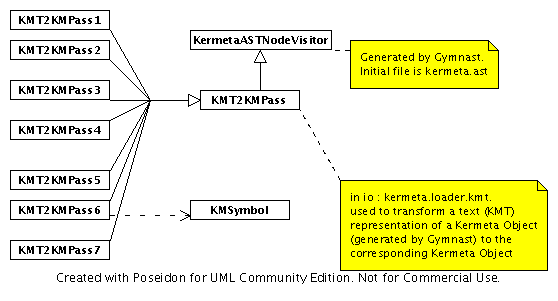 KMT2KMPass1
KMT2KMPass2
KMT2KMPass3
KMT2KMPass4
KMT2KMPass5
KMT2KMPass6
KMT2KMPass7
KermetaASTNodeVisitor
KMT2KMPass
KMSymbol
Generated by Gymnast.
Initial file is kermeta.ast
in io : kermeta.loader.kmt.
used to transform a text (KMT)
representation of a Kermeta Object
(generated by Gymnast) to the
corresponding Kermeta Object
Created with Poseidon for UML Community Edition. Not for Commercial Use.